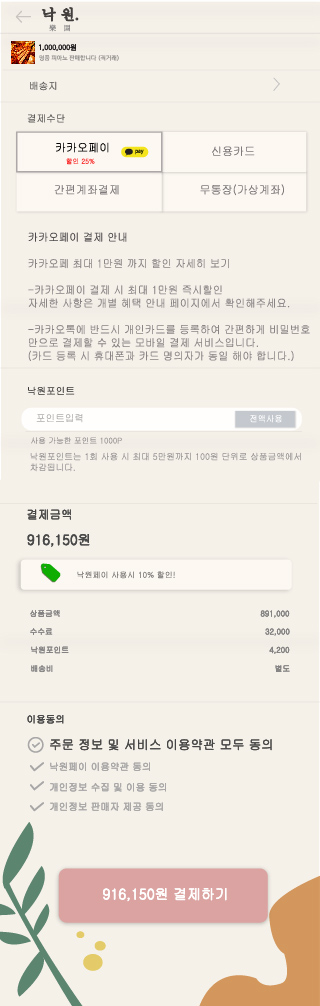 낙 원.
樂 園
1,000,000원
명품 피아노 판매합니다 (직거래)
배송지
결제수단
카카오페이
pay
할인 25%
신용카드
간편계좌결제
무통장(가상계좌)
카카오페이 결제 안내
카카오페 최대 1만원 까지 할인 자세히 보기
-카카오페이 결제 시 최대 1만원 즉시할인
자세한 사항은 개별 혜택 안내 페이지에서 확인해주세요.
-카카오톡에 반드시 개인카드를 등록하여 간편하게 비밀번호
만으로 결제할 수 있는 모바일 결제 서비스입니다.
(카드 등록 시 휴대폰과 카드 명의자가 동일 해야 합니다.)
낙원포인트
포인트입력
전액사용
사용 가능한 포인트 1000P
낙원포인트는 1회 사용 시 최대 5만원까지 100원 단위로 상품금액에서
차감됩니다.
결제금액
916,150원
낙원페이 사용시 10% 할인!
상품금액 891,000
수수료 32,000
낙원포인트 4,200
배송비 별도
이용동의
주문 정보 및 서비스 이용약관 모두 동의
낙원페이 이용약관 동의
개인정보 수집 및 이용 동의
개인정보 판매자 제공 동의
916,150원 결제하기